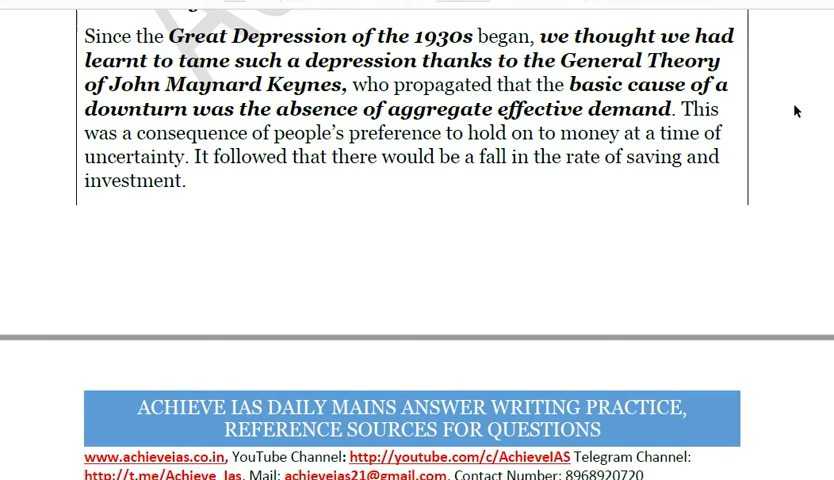 Since the Great Depression of the 1930s began, we thought we had
learnt to tame such a depression thanks to the General Theory
of John Maynard Keynes, who propagated that the basic cause of a
downturn was the absence of aggregate effective demand. This
was a consequence of people's preference to hold on to money at a time of
uncertainty. It followed that there would be a fall in the rate of saving and
investment.
ACHIEVE IAS DAILY MAINS ANSWER WRITING PRACTICE,
REFERENCE SOURCES FOR QUESTIONS
www.achieveias.co.in, YouTube Channel: http://youtube.com/c/AchieveIAS Telegram Channel:
http://t.me/Achieve_Ias, Mail: achieveias21@gmail.com, Contact Number: 8968920720